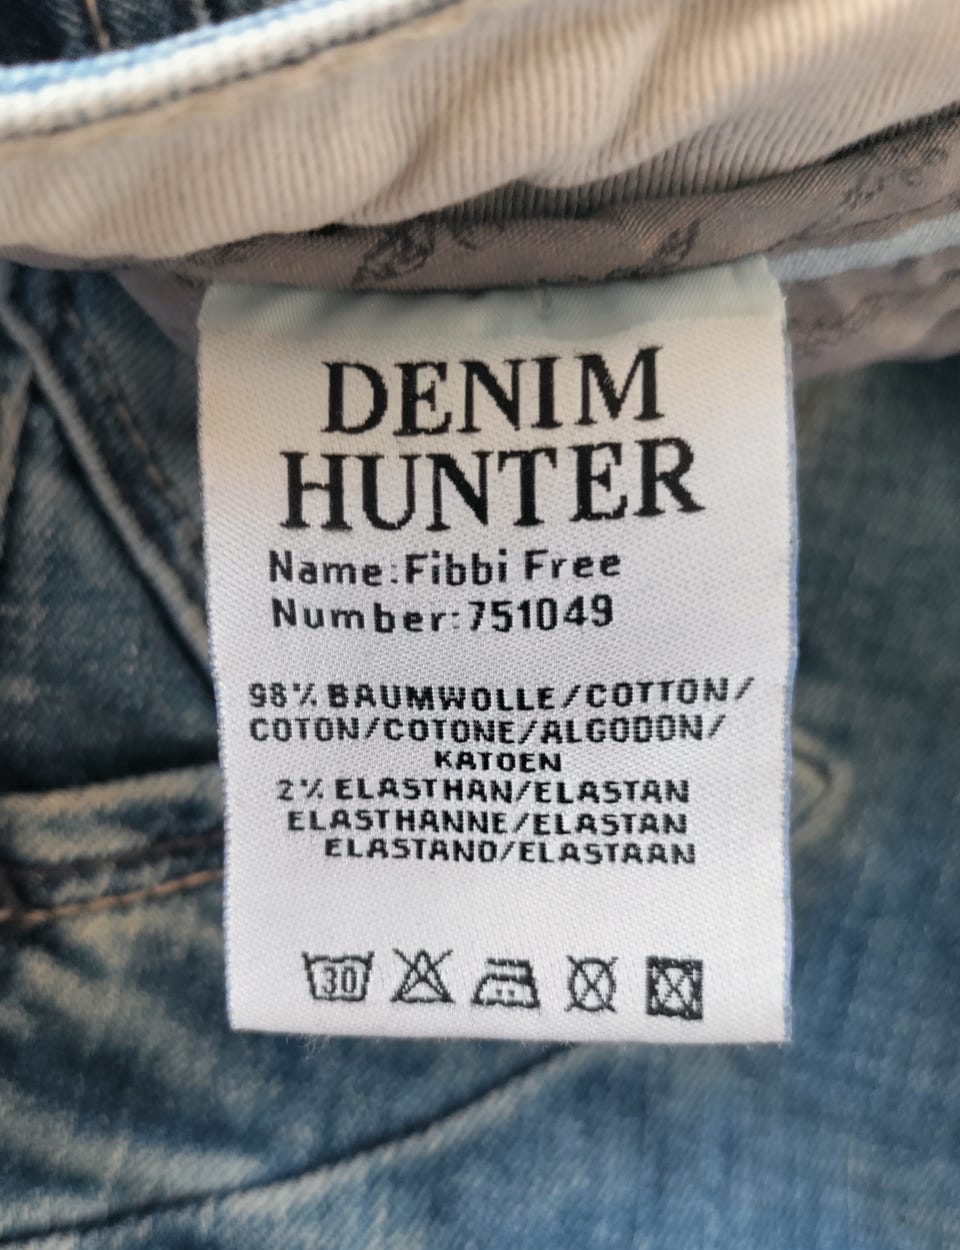 DENIM
HUNTER
Name:Fibbi Free
Number:751049
98% BAUMWOLLE/COTTON/
COTON/COTONE/ALGODON/
KATOEN
2% ELASTHAN/ELASTAN
ELASTHANNE/ELASTAN
ELASTANO/ELASTAAN
30